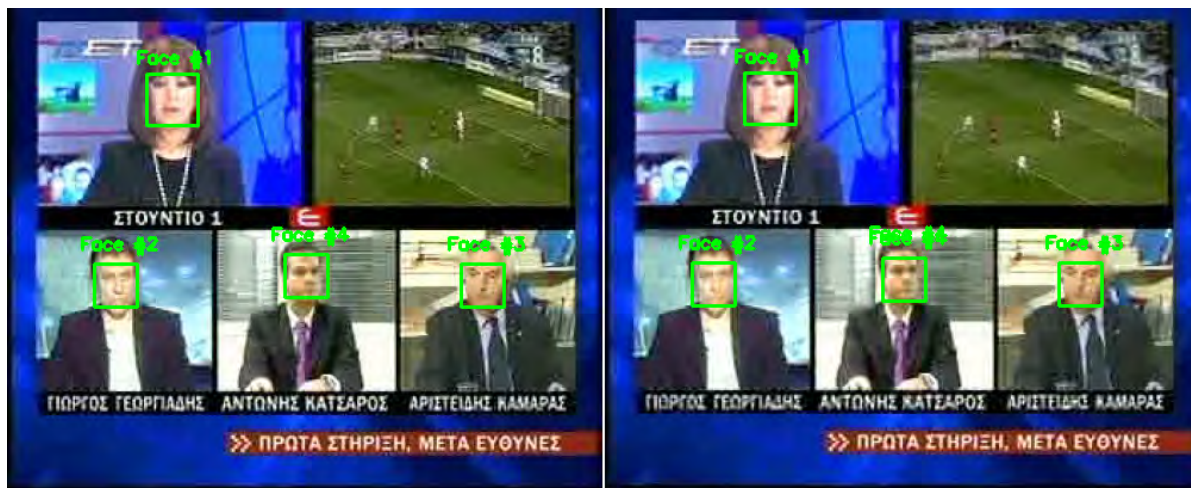 ET
Face #1
ΣΤΟΥΝΤΙΟ 1
Face #2 Face #4 Face #3
ΓΙΩΡΓΟΣ ΓΕΩΡΓΙΑΔΗΣ ΑΝΤΩΝΗΣ ΚΑΤΣΑΡΟΣ ΑΡΙΣΤΕΙΔΗΣ ΚΑΜΑΡΑΣ
>> ΠΡΩΤΑ ΣΤΗΡΙΞΗ, ΜΕΤΑ ΕΥΘΥΝΕΣ
ET
Face #1
ΣΤΟΥΝΤΙΟ 1
Face #2 Face #4 Face #3
ΓΙΩΡΓΟΣ ΓΕΩΡΓΙΑΔΗΣ ΑΝΤΩΝΗΣ ΚΑΤΣΑΡΟΣ ΑΡΙΣΤΕΙΔΗΣ ΚΑΜΑΡΑΣ
>> ΠΡΩΤΑ ΣΤΗΡΙΞΗ, ΜΕΤΑ ΕΥΘΥΝΕΣ